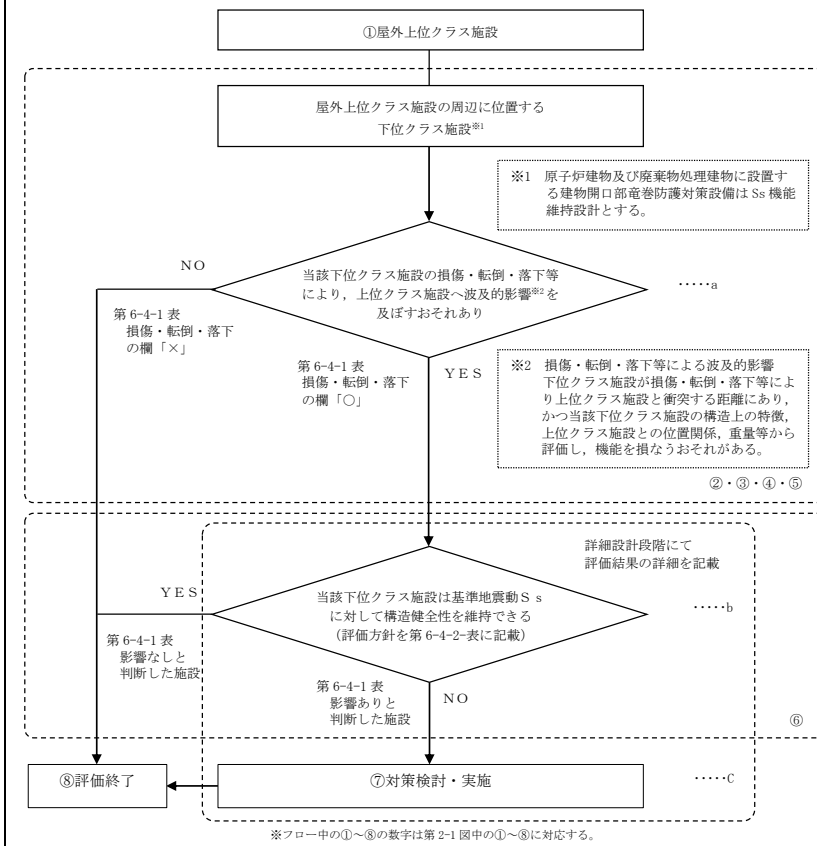 ①屋外上位クラス施設
屋外上位クラス施設の周辺に位置する
下位クラス施設※1
※1 原子炉建物及び廃棄物処理建物に設置す
る建物開口部竜巻防護対策設備は Ss 機能
維持設計とする。
NO
当該下位クラス施設の損傷・転倒・落下等
により，上位クラス施設へ波及的影響※2を
及ぼすおそれあり
・・・・・a
第 6-4-1 表
損傷・転倒・落下
の欄「×」
第 6-4-1 表
損傷・転倒・落下
の欄「○」
YES
※2 損傷・転倒・落下等による波及的影響
下位クラス施設が損傷・転倒・落下等によ
り上位クラス施設と衝突する距離にあり，
かつ当該下位クラス施設の構造上の特徴，
上位クラス施設との位置関係，重量等から
評価し，機能を損なうおそれがある。
②・③・④・⑤
詳細設計段階にて
評価結果の詳細を記載
YES
当該下位クラス施設は基準地震動Ｓｓ
に対して構造健全性を維持できる
（評価方針を第 6-4-2-表に記載）
・・・・・b
第 6-4-1 表
影響なしと
判断した施設
第 6-4-1 表
影響ありと
判断した施設
NO
⑥
⑧評価終了
⑦対策検討・実施
・・・・・C
※フロー中の①～⑧の数字は第 2-1 図中の①～⑧に対応する。